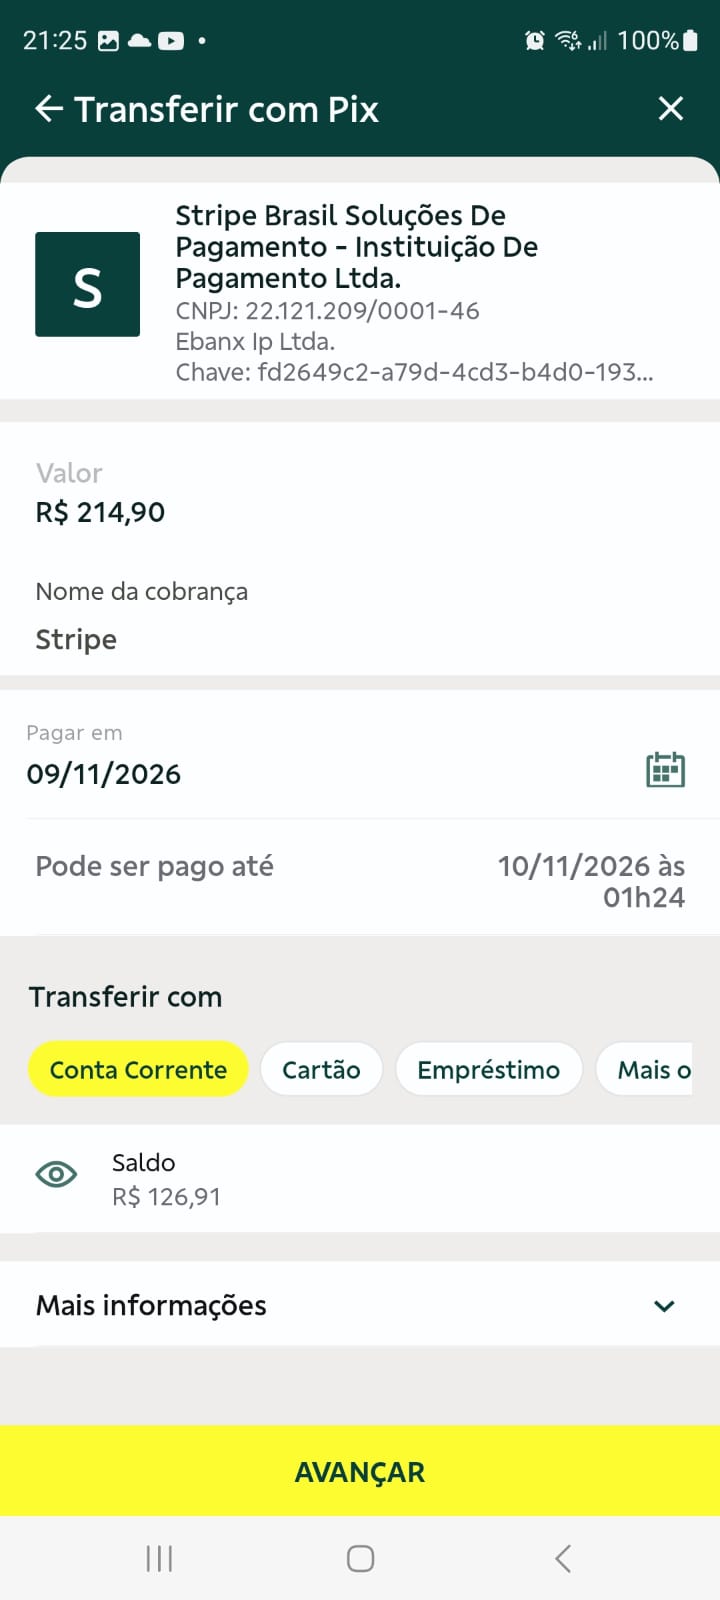 21:25
100%
Transferir com Pix
S
Stripe Brasil Soluções De
Pagamento - Instituição De
Pagamento Ltda.
CNPJ: 22.121.209/0001-46
Ebanx Ip Ltda.
Chave: fd2649c2-a79d-4cd3-b4d0-193...
Valor
R$ 214,90
Nome da cobrança
Stripe
Pagar em
09/11/2026
Pode ser pago até
10/11/2026 às
01h24
Transferir com
Conta Corrente
Cartão
Empréstimo
Mais o
Saldo
R$ 126,91
Mais informações
AVANÇAR